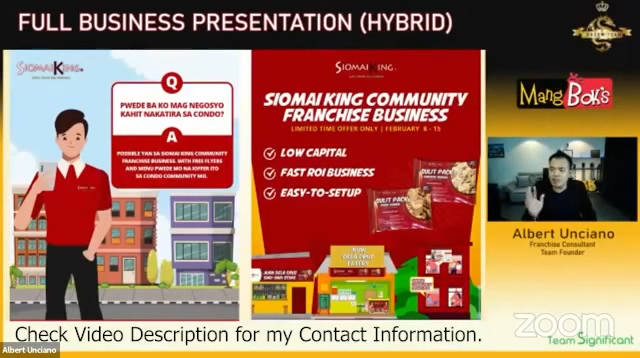 FULL BUSINESS PRESENTATION (HYBRID)
SIOMAI KING.
Q
PWEDE BA KO MAG NEGOSYO
KAHIT NAKATIRA SA CONDO?
A
POSSIBLE YAN SA SIOMAI KING COMMUNITY
FRANCHISE BUSINESS. WITH FREE FLYERS
AND MENU PWEDE MO NA IOFFER ITO
SA CONDO COMMUNITY MO.
SIOMAI KING.
SIOMAI KING COMMUNITY
FRANCHISE BUSINESS
LIMITED TIME OFFER ONLY | FEBRUARY 8 - 15
LOW CAPITAL
FAST ROI BUSINESS
EASY-TO-SETUP
Mang Bok's
Albert Unciano
Franchise Consultant
Team Founder
Check Video Description for my Contact Information.
zoom
Team Significant
Albert Unciano